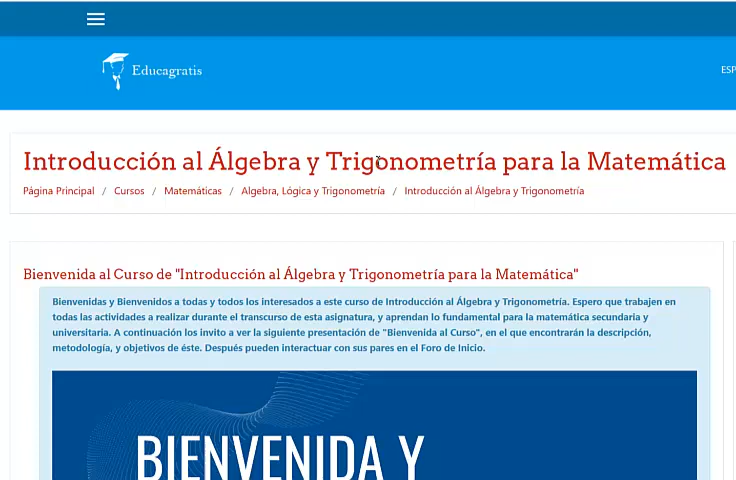 Educagratis
ESP
Introducción al Álgebra y Trigonometría para la Matemática
Página Principal / Cursos / Matemáticas / Algebra, Lógica y Trigonometría / Introducción al Álgebra y Trigonometría
Bienvenida al Curso de "Introducción al Álgebra y Trigonometría para la Matemática"
Bienvenidas y Bienvenidos a todas y todos los interesados a este curso de Introducción al Álgebra y Trigonometría. Espero que trabajen en
todas las actividades a realizar durante el transcurso de esta asignatura, y aprendan lo fundamental para la matemática secundaria y
universitaria. A continuación los invito a ver la siguiente presentación de "Bienvenida al Curso", en el que encontrarán la descripción,
metodología, y objetivos de éste. Después pueden interactuar con sus pares en el Foro de Inicio.
BIENVENIDA Y